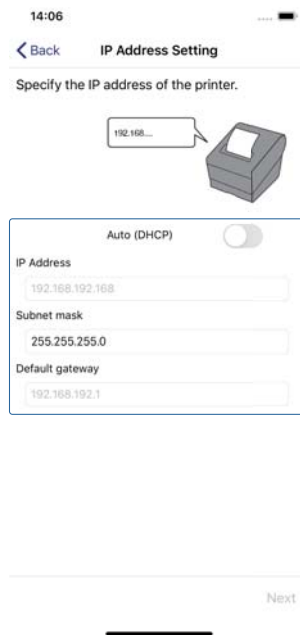 14:06
Back IP Address Setting
Specify the IP address of the printer.
192.168....
Auto (DHCP)
IP Address
192.168.192.168
Subnet mask
255.255.255.0
Default gateway
192.168.192.1
Next